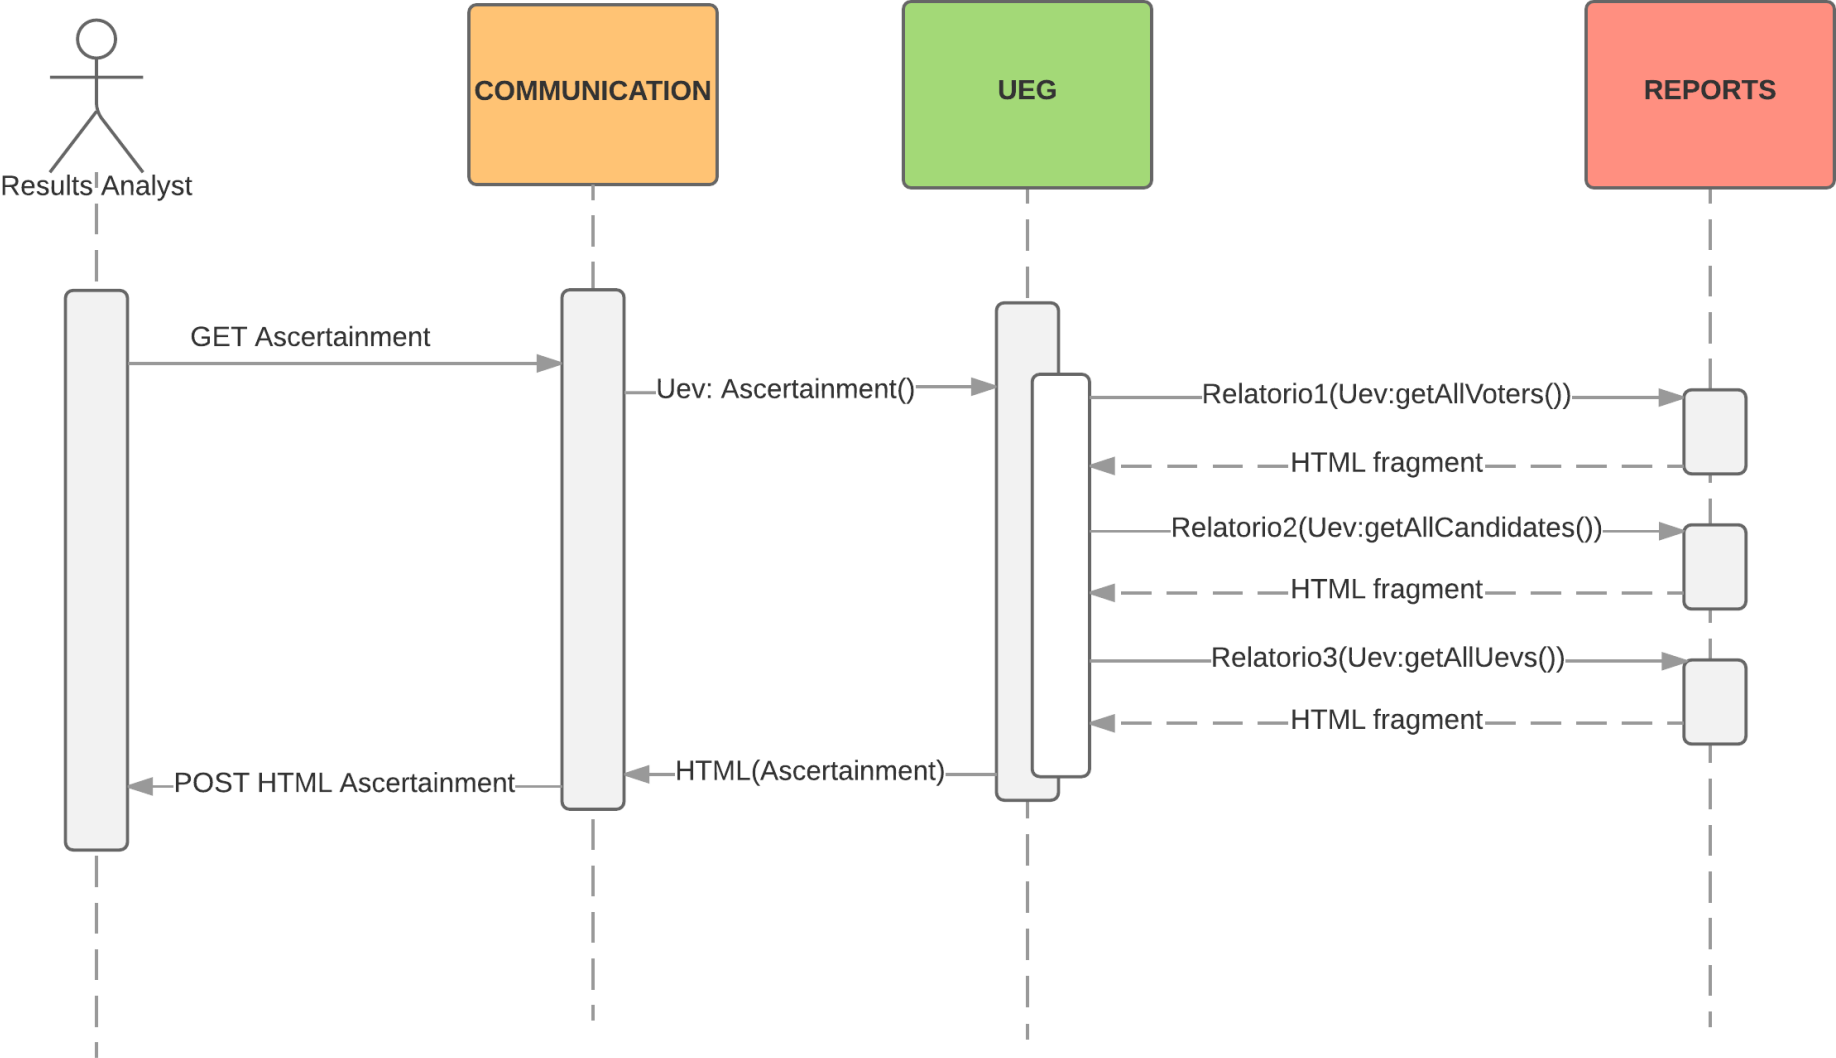 COMMUNICATION
UEG
REPORTS
Results Analyst
GET Ascertainment
Uev: Ascertainment()
Relatorio1(Uev:getAllVoters())
HTML fragment
Relatorio2(Uev:getAllCandidates())
HTML fragment
Relatorio3(Uev:getAllUevs())
HTML fragment
HTML(Ascertainment)
POST HTML Ascertainment